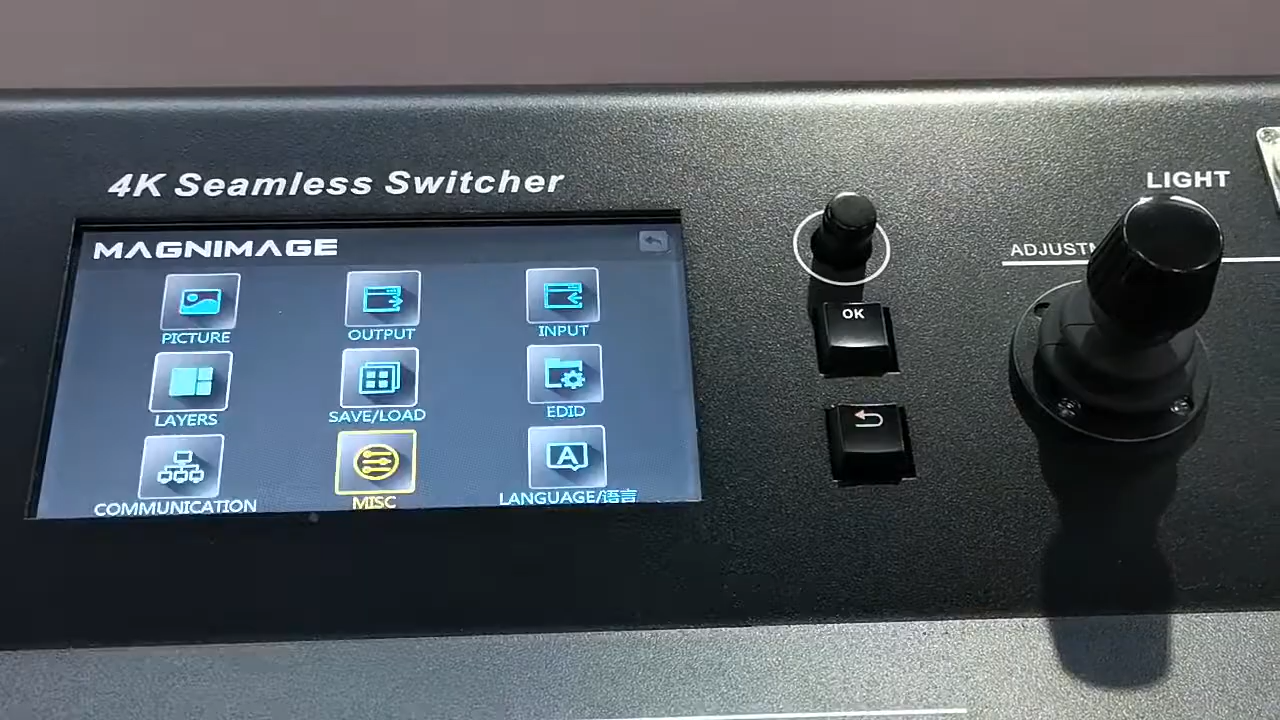 4K Seamless Switcher
MAGNIMAGE
PICTURE
OUTPUT
INPUT
LAYERS
SAVE/LOAD
EDID
COMMUNICATION
MISC
LANGUAGE/语言
OK
LIGHT